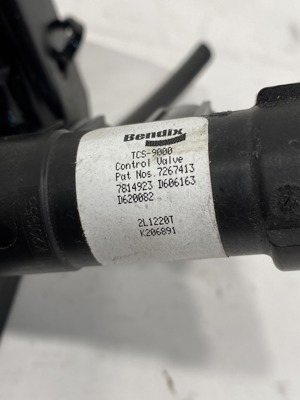 Bendix
TCS-9000
Control Valve
Pat Nos. 7267413
7814923 D606163
D620082
2L1220T
K206891